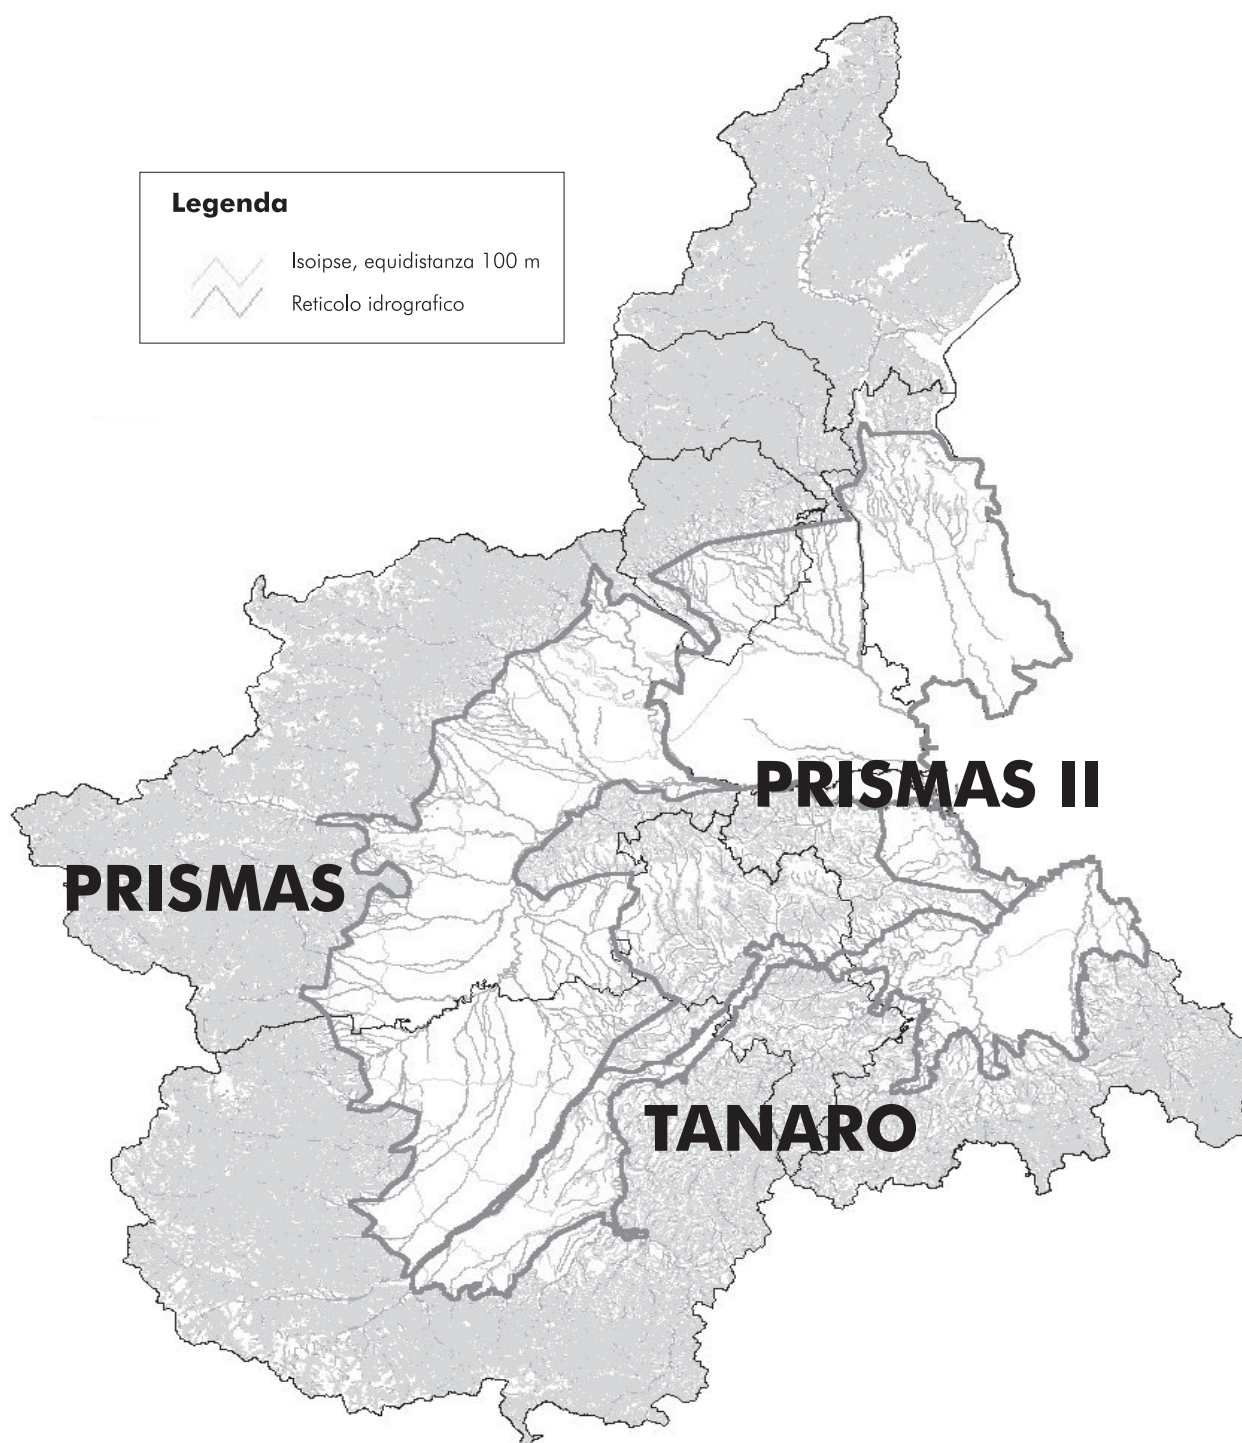 Legenda
Isoipse, equidistanza 100 m
Reticolo idrografico
PRISMAS II
PRISMAS
TANARO